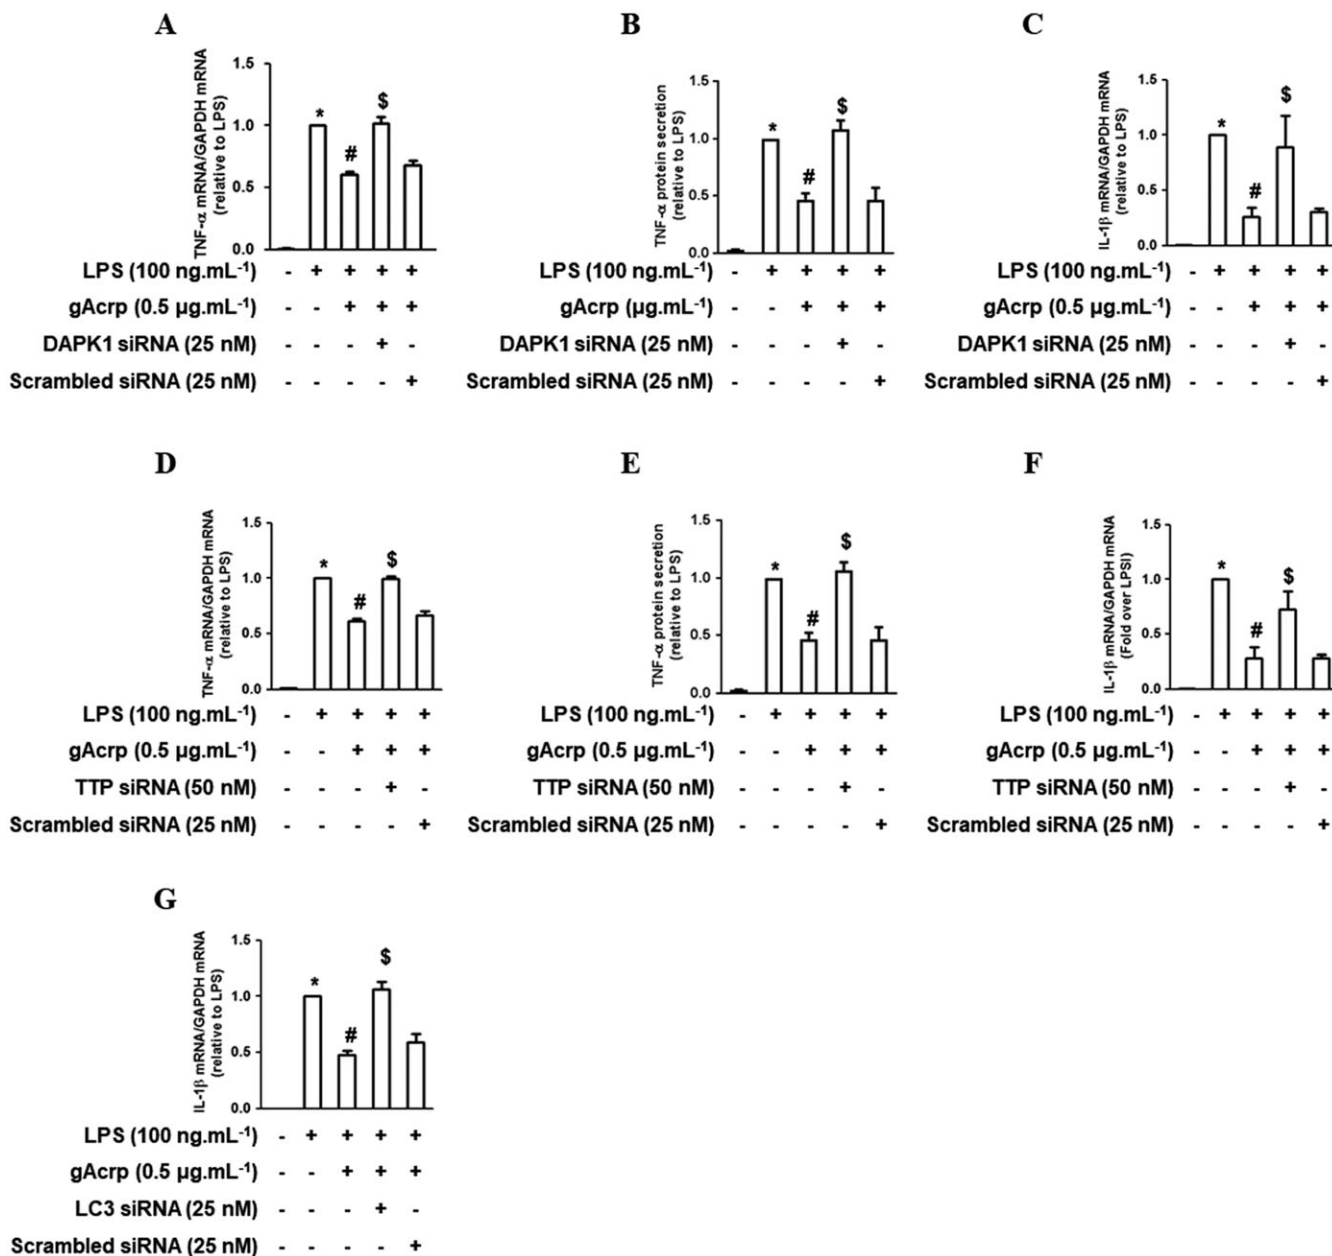 A
TNF-α mRNA/GAPDH mRNA
(relative to LPS)
1.5
1.0
0.5
0.0
*
#
$
LPS (100 ng.mL-1) - + + + +
gAcrp (0.5 µg.mL-1) - - + + +
DAPK1 siRNA (25 nM) - - - + -
Scrambled siRNA (25 nM) - - - - +
B
TNF-α protein secretion
(relative to LPS)
1.5
1.0
0.5
0.0
*
#
$
LPS (100 ng.mL-1) - + + + +
gAcrp (µg.mL-1) - - + + +
DAPK1 siRNA (25 nM) - - - + -
Scrambled siRNA (25 nM) - - - - +
C
IL-1β mRNA/GAPDH mRNA
(relative to LPS)
1.5
1.0
0.5
0.0
*
#
$
LPS (100 ng.mL-1) - + + + +
gAcrp (0.5 µg.mL-1) - - + + +
DAPK1 siRNA (25 nM) - - - + -
Scrambled siRNA (25 nM) - - - - +
D
TNF-α mRNA/GAPDH mRNA
(relative to LPS)
1.5
1.0
0.5
0.0
*
#
$
LPS (100 ng.mL-1) - + + + +
gAcrp (0.5 µg.mL-1) - - + + +
TTP siRNA (50 nM) - - - + -
Scrambled siRNA (25 nM) - - - - +
E
TNF-α protein secretion
(relative to LPS)
1.5
1.0
0.5
0.0
*
#
$
LPS (100 ng.mL-1) - + + + +
gAcrp (0.5 µg.mL-1) - - + + +
TTP siRNA (50 nM) - - - + -
Scrambled siRNA (25 nM) - - - - +
F
IL-1β mRNA/GAPDH mRNA
(Fold over LPSI)
1.5
1.0
0.5
0.0
*
#
$
LPS (100 ng.mL-1) - + + + +
gAcrp (0.5 µg.mL-1) - - + + +
TTP siRNA (50 nM) - - - + -
Scrambled siRNA (25 nM) - - - - +
G
IL-1β mRNA/GAPDH mRNA
(relative to LPS)
1.5
1.0
0.5
0.0
*
#
$
LPS (100 ng.mL-1) - + + + +
gAcrp (0.5 µg.mL-1) - - + + +
LC3 siRNA (25 nM) - - - + -
Scrambled siRNA (25 nM) - - - - +